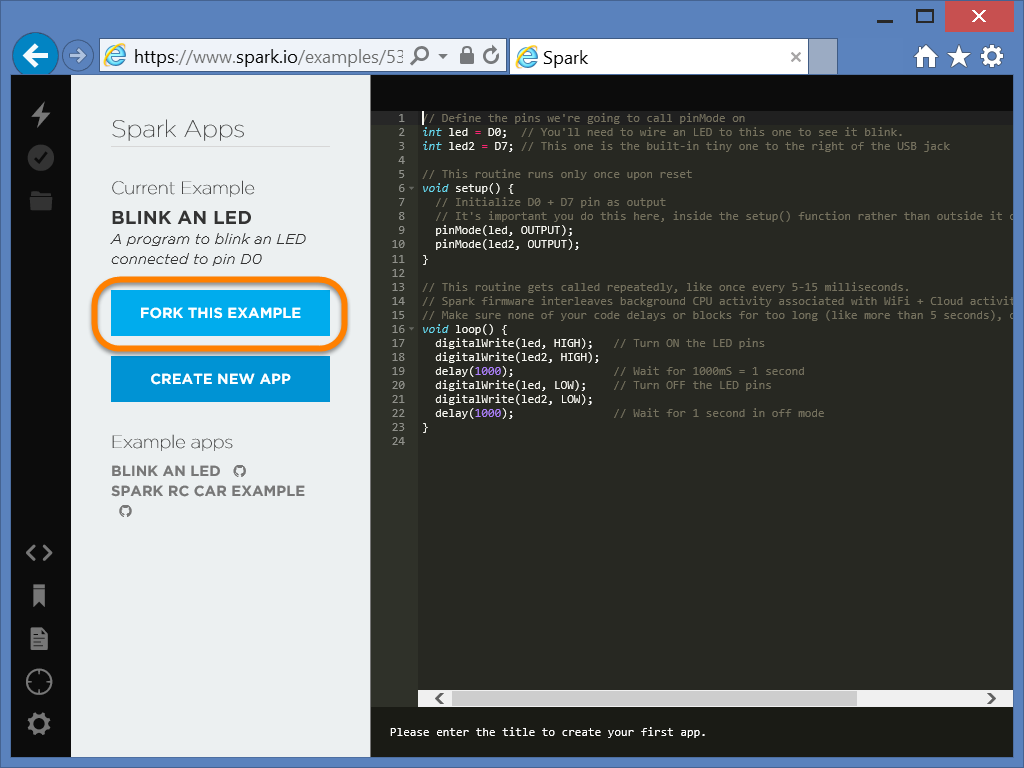 https://www.spark.io/examples/53
Spark
Spark Apps
Current Example
BLINK AN LED
A program to blink an LED
connected to pin D0
FORK THIS EXAMPLE
CREATE NEW APP
Example apps
BLINK AN LED
SPARK RC CAR EXAMPLE
1 // Define the pins we're going to call pinMode on
2 int led = D0;  // You'll need to wire an LED to this one to see it blink.
3 int led2 = D7; // This one is the built-in tiny one to the right of the USB jack
4
5 // This routine runs only once upon reset
6 void setup() {
7   // Initialize D0 + D7 pin as output
8   // It's important you do this here, inside the setup() function rather than outside it
9   pinMode(led, OUTPUT);
10   pinMode(led2, OUTPUT);
11 }
12
13 // This routine gets called repeatedly, like once every 5-15 milliseconds.
14 // Spark firmware interleaves background CPU activity associated with WiFi + Cloud activit
15 // Make sure none of your code delays or blocks for too long (like more than 5 seconds),
16 void loop() {
17   digitalWrite(led, HIGH);   // Turn ON the LED pins
18   digitalWrite(led2, HIGH);
19   delay(1000);               // Wait for 1000mS = 1 second
20   digitalWrite(led, LOW);    // Turn OFF the LED pins
21   digitalWrite(led2, LOW);
22   delay(1000);               // Wait for 1 second in off mode
23 }
24
Please enter the title to create your first app.